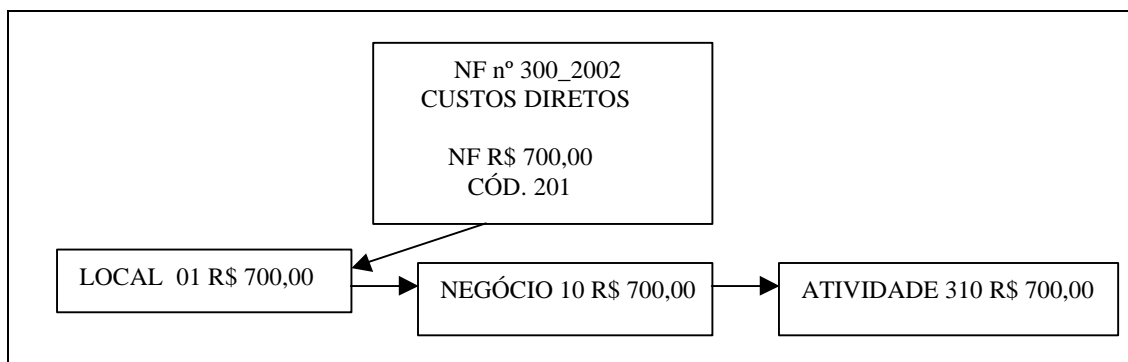 NF nº 300_2002
CUSTOS DIRETOS
NF R$ 700,00
CÓD. 201
LOCAL 01 R$ 700,00
NEGÓCIO 10 R$ 700,00
ATIVIDADE 310 R$ 700,00